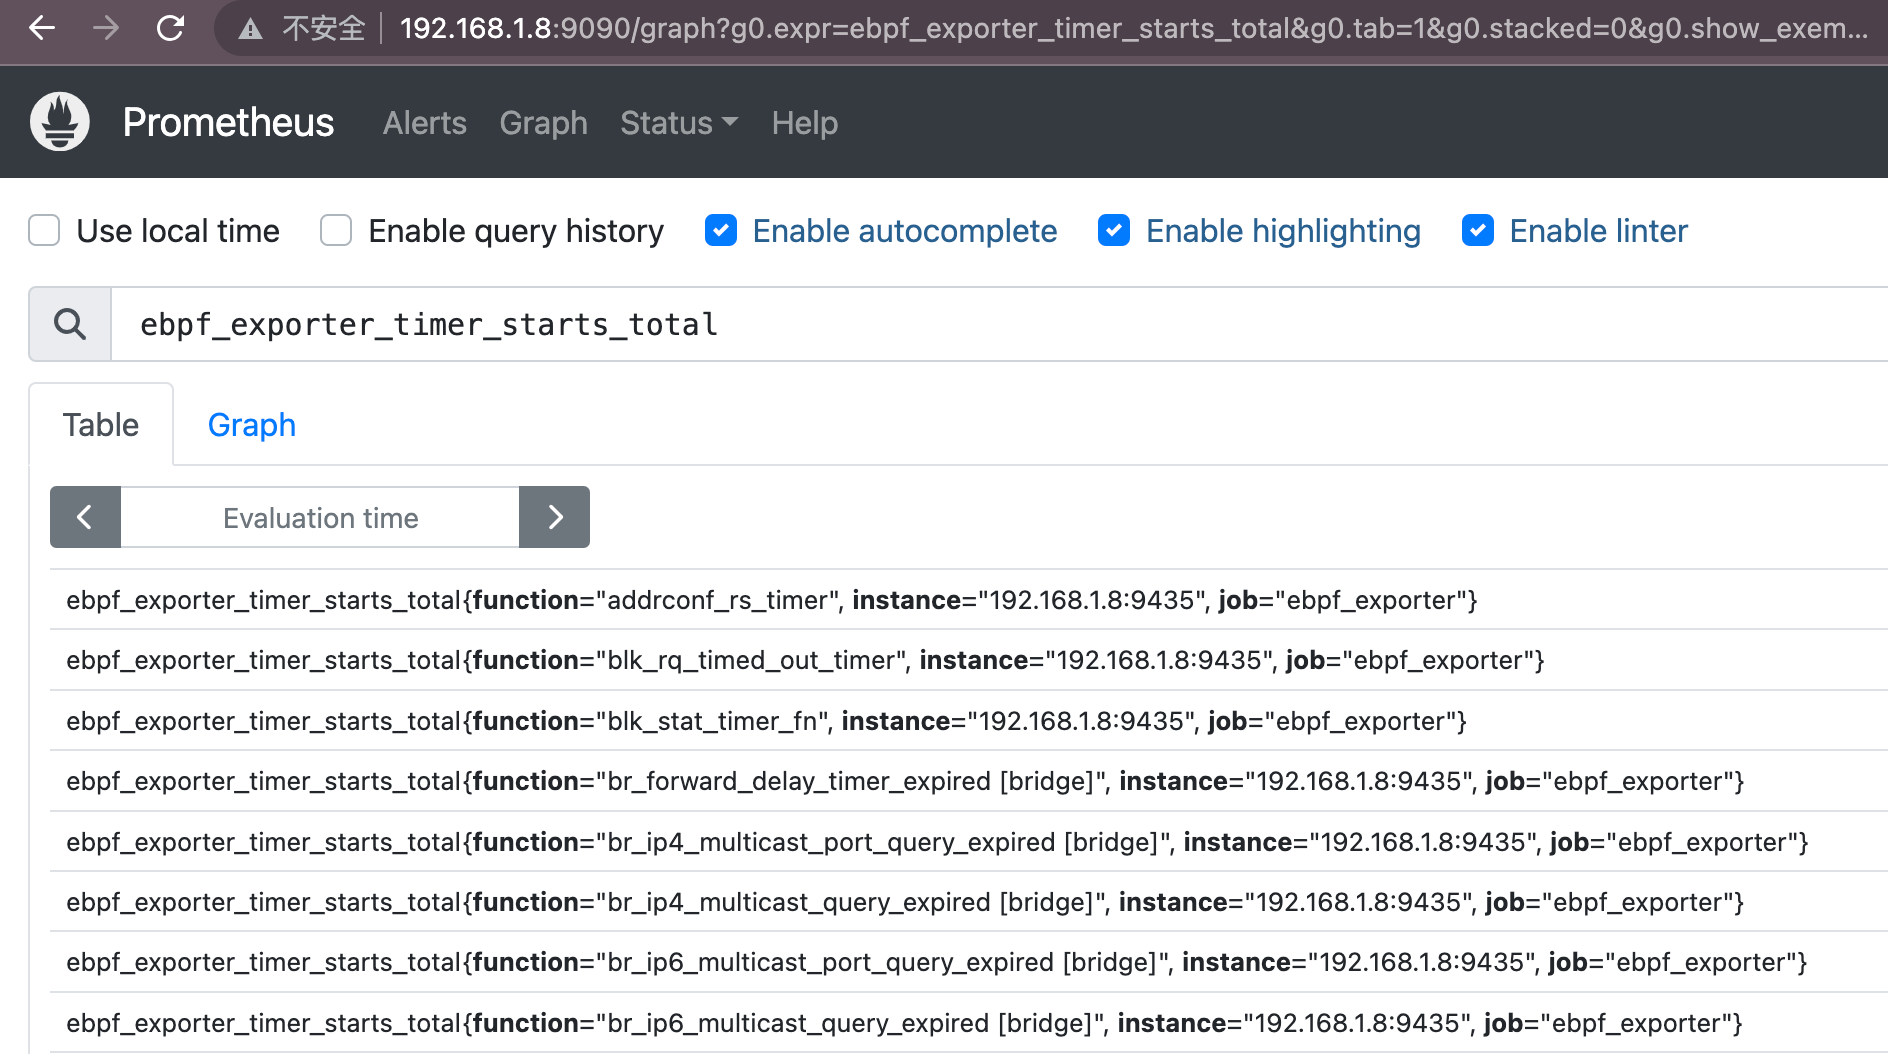 不安全 192.168.1.8:9090/graph?g0.expr=ebpf_exporter_timer_starts_total&g0.tab=1&g0.stacked=0&g0.show_exem...
Prometheus Alerts Graph Status Help
Use local time Enable query history Enable autocomplete Enable highlighting Enable linter
ebpf_exporter_timer_starts_total
Table Graph
Evaluation time
ebpf_exporter_timer_starts_total{function="addrconf_rs_timer", instance="192.168.1.8:9435", job="ebpf_exporter"}
ebpf_exporter_timer_starts_total{function="blk_rq_timed_out_timer", instance="192.168.1.8:9435", job="ebpf_exporter"}
ebpf_exporter_timer_starts_total{function="blk_stat_timer_fn", instance="192.168.1.8:9435", job="ebpf_exporter"}
ebpf_exporter_timer_starts_total{function="br_forward_delay_timer_expired [bridge]", instance="192.168.1.8:9435", job="ebpf_exporter"}
ebpf_exporter_timer_starts_total{function="br_ip4_multicast_port_query_expired [bridge]", instance="192.168.1.8:9435", job="ebpf_exporter"}
ebpf_exporter_timer_starts_total{function="br_ip4_multicast_query_expired [bridge]", instance="192.168.1.8:9435", job="ebpf_exporter"}
ebpf_exporter_timer_starts_total{function="br_ip6_multicast_port_query_expired [bridge]", instance="192.168.1.8:9435", job="ebpf_exporter"}
ebpf_exporter_timer_starts_total{function="br_ip6_multicast_query_expired [bridge]", instance="192.168.1.8:9435", job="ebpf_exporter"}